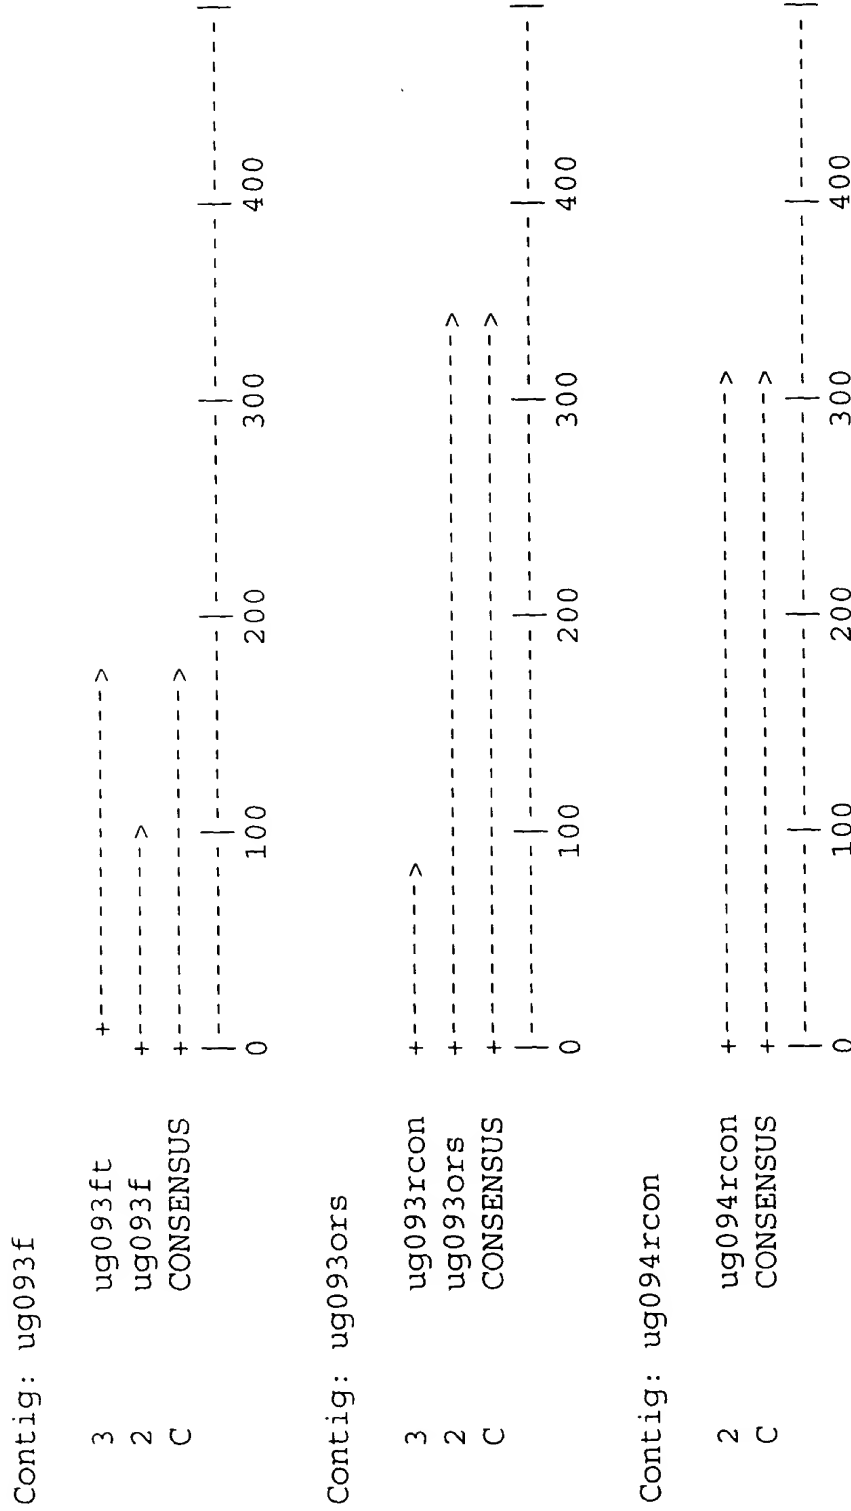 Contig: ug093f
3 ug093ft +----------------->
2 ug093f +---------->
C CONSENSUS +------------------>
|----------|----------|----------|----------|----------|
0 100 200 300 400
Contig: ug093ors
3 ug093rcon +-------->
2 ug093ors +---------------------------------->
C CONSENSUS +---------------------------------->
|----------|----------|----------|----------|----------|
0 100 200 300 400
Contig: ug094rcon
2 ug094rcon +------------------------------->
C CONSENSUS +------------------------------->
|----------|----------|----------|----------|----------|
0 100 200 300 400